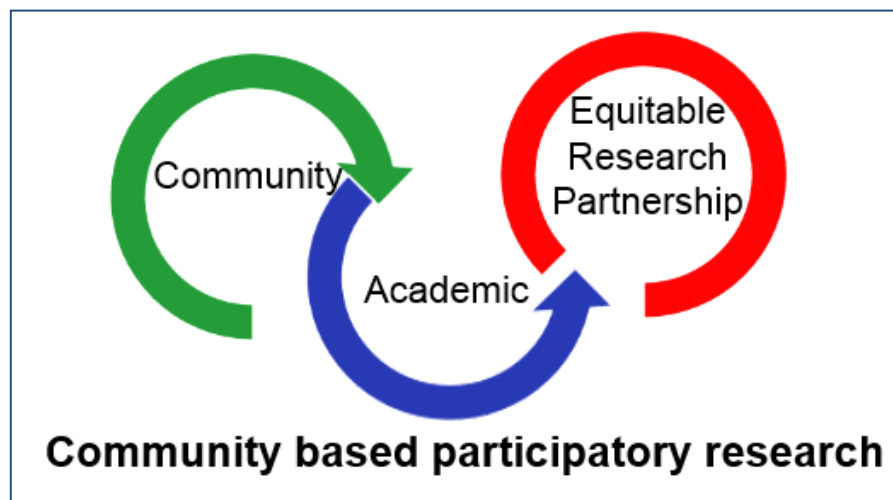 Community
Academic
Equitable
Research
Partnership
Community based participatory research